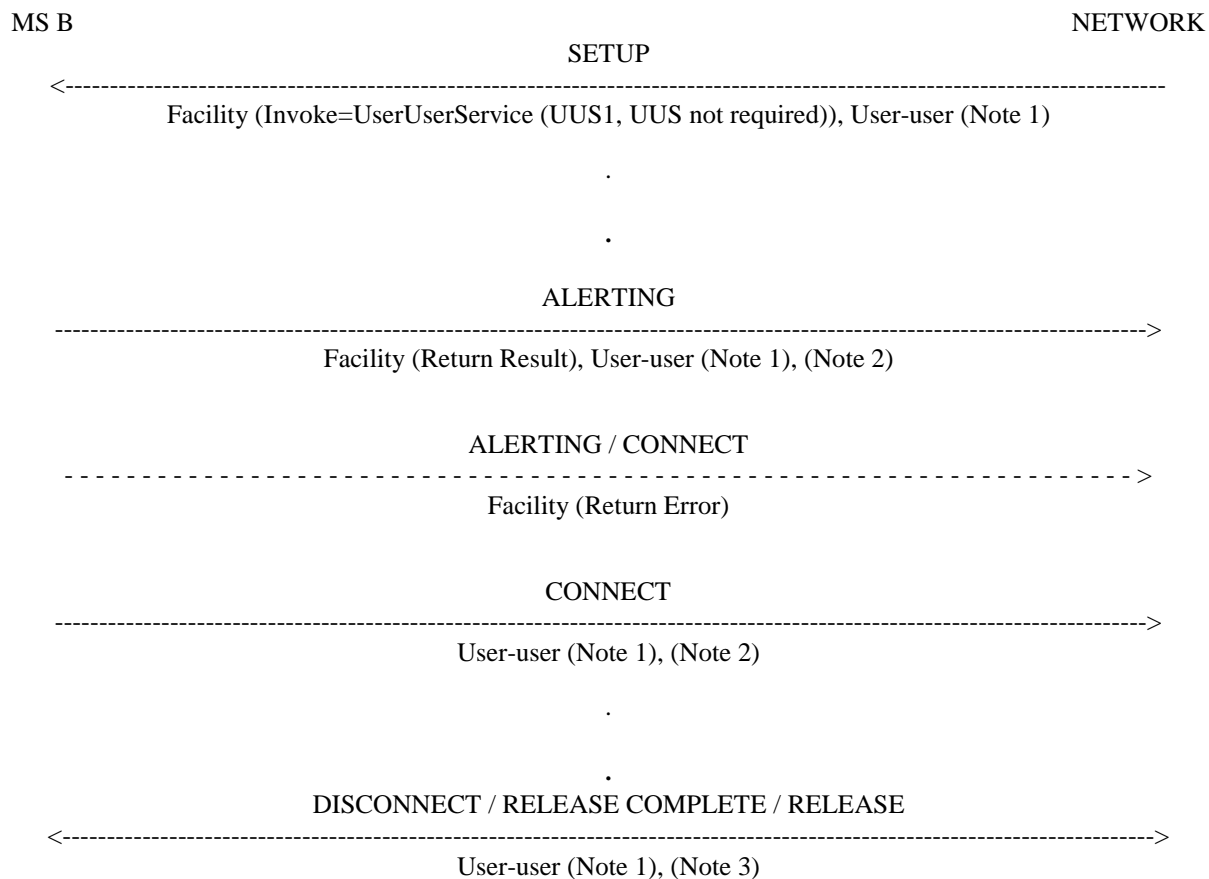 MS B NETWORK
SETUP
<------------------------------------------------------------------------------------------------------------------------------
Facility (Invoke=UserUserService (UUS1, UUS not required)), User-user (Note 1)
.
.
ALERTING
----------------------------------------------------------------------------------------------------------------------------->
Facility (Return Result), User-user (Note 1), (Note 2)
ALERTING / CONNECT
- - - - - - - - - - - - - - - - - - - - - - - - - - - - - - - - - - - - - - - - - - - - - - - - - - - - - - - - - - - - - - - - - - - - - >
Facility (Return Error)
CONNECT
----------------------------------------------------------------------------------------------------------------------------->
User-user (Note 1), (Note 2)
.
.
DISCONNECT / RELEASE COMPLETE / RELEASE
<----------------------------------------------------------------------------------------------------------------------------->
User-user (Note 1), (Note 3)